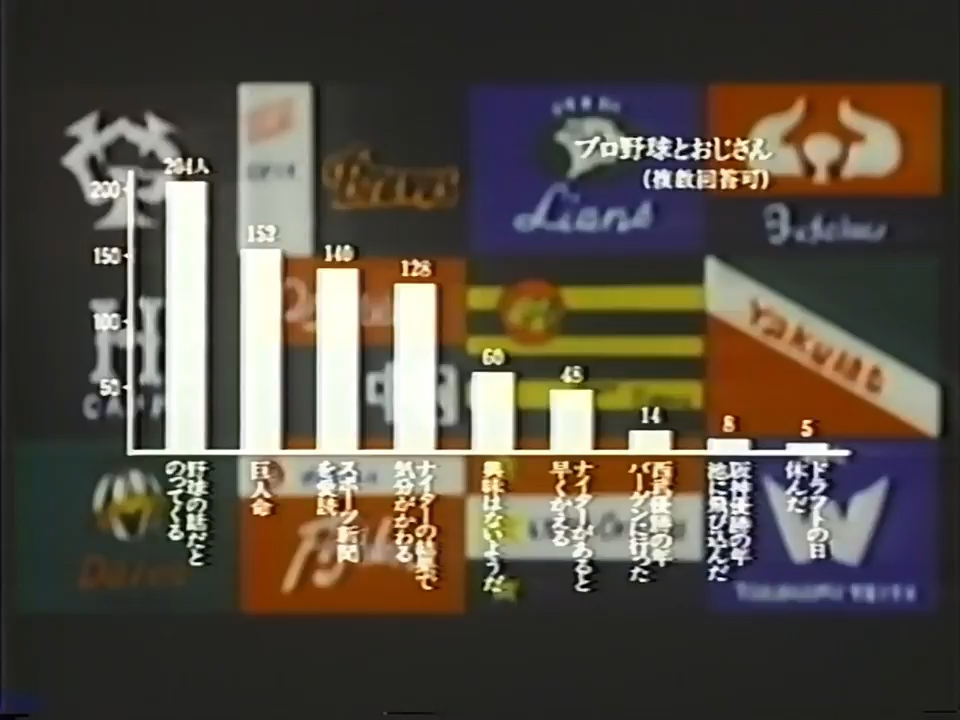 プロ野球とおじさん
(複数回答可)
204人
152
140
128
60
48
14
8
5
200
150
100
50
野球の話だと
のってくる
巨人命
スポーツ新聞
を愛読
ナイターの結果で
気分がかわる
興味はないようだ
ナイターがあると
早くかえる
西武優勝の年
バーゲンに行った
阪神優勝の年
池に飛び込んだ
ドラフトの日
休んだ
Lions
Yakult